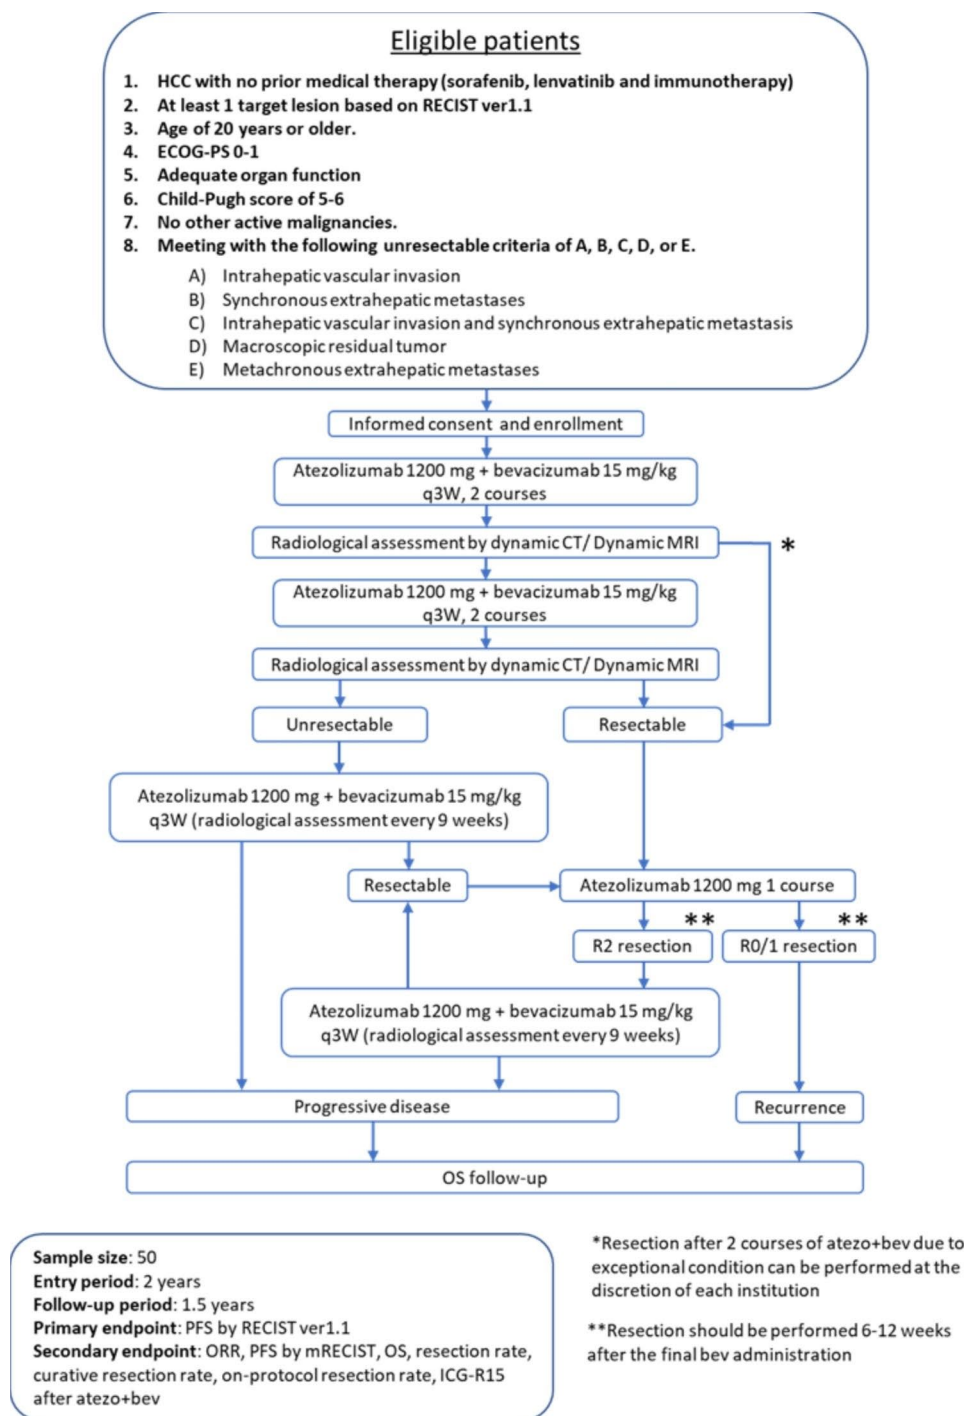 Eligible patients
1. HCC with no prior medical therapy (sorafenib, lenvatinib and immunotherapy)
2. At least 1 target lesion based on RECIST ver1.1
3. Age of 20 years or older.
4. ECOG-PS 0-1
5. Adequate organ function
6. Child-Pugh score of 5-6
7. No other active malignancies.
8. Meeting with the following unresectable criteria of A, B, C, D, or E.
A) Intrahepatic vascular invasion
B) Synchronous extrahepatic metastases
C) Intrahepatic vascular invasion and synchronous extrahepatic metastasis
D) Macroscopic residual tumor
E) Metachronous extrahepatic metastases
Informed consent and enrollment
Atezolizumab 1200 mg + bevacizumab 15 mg/kg
q3W, 2 courses
Radiological assessment by dynamic CT/ Dynamic MRI
*
Atezolizumab 1200 mg + bevacizumab 15 mg/kg
q3W, 2 courses
Radiological assessment by dynamic CT/ Dynamic MRI
Unresectable
Resectable
Atezolizumab 1200 mg + bevacizumab 15 mg/kg
q3W (radiological assessment every 9 weeks)
Resectable
Atezolizumab 1200 mg 1 course
**
**
R2 resection
R0/1 resection
Atezolizumab 1200 mg + bevacizumab 15 mg/kg
q3W (radiological assessment every 9 weeks)
Progressive disease
Recurrence
OS follow-up
Sample size: 50
Entry period: 2 years
Follow-up period: 1.5 years
Primary endpoint: PFS by RECIST ver1.1
Secondary endpoint: ORR, PFS by mRECIST, OS, resection rate,
curative resection rate, on-protocol resection rate, ICG-R15
after atezo+bev
*Resection after 2 courses of atezo+bev due to
exceptional condition can be performed at the
discretion of each institution
**Resection should be performed 6-12 weeks
after the final bev administration